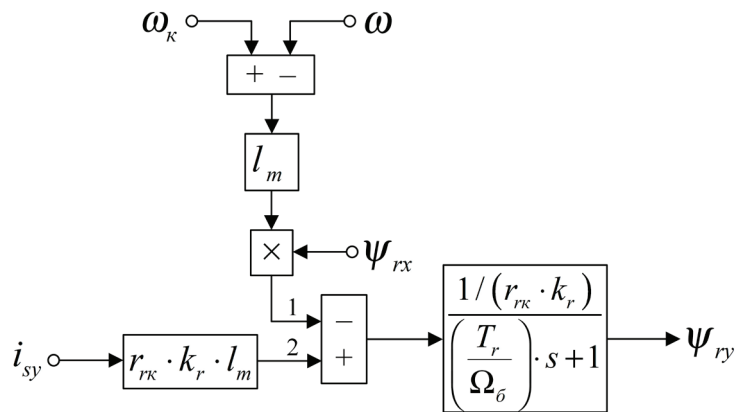 ω_к ω
+ −
l_m
×
ψ_rx
1
−
i_sy
r_rк · k_r · l_m
2
+
1 / (r_rк · k_r)
(T_r / Ω_б) · s + 1
ψ_ry